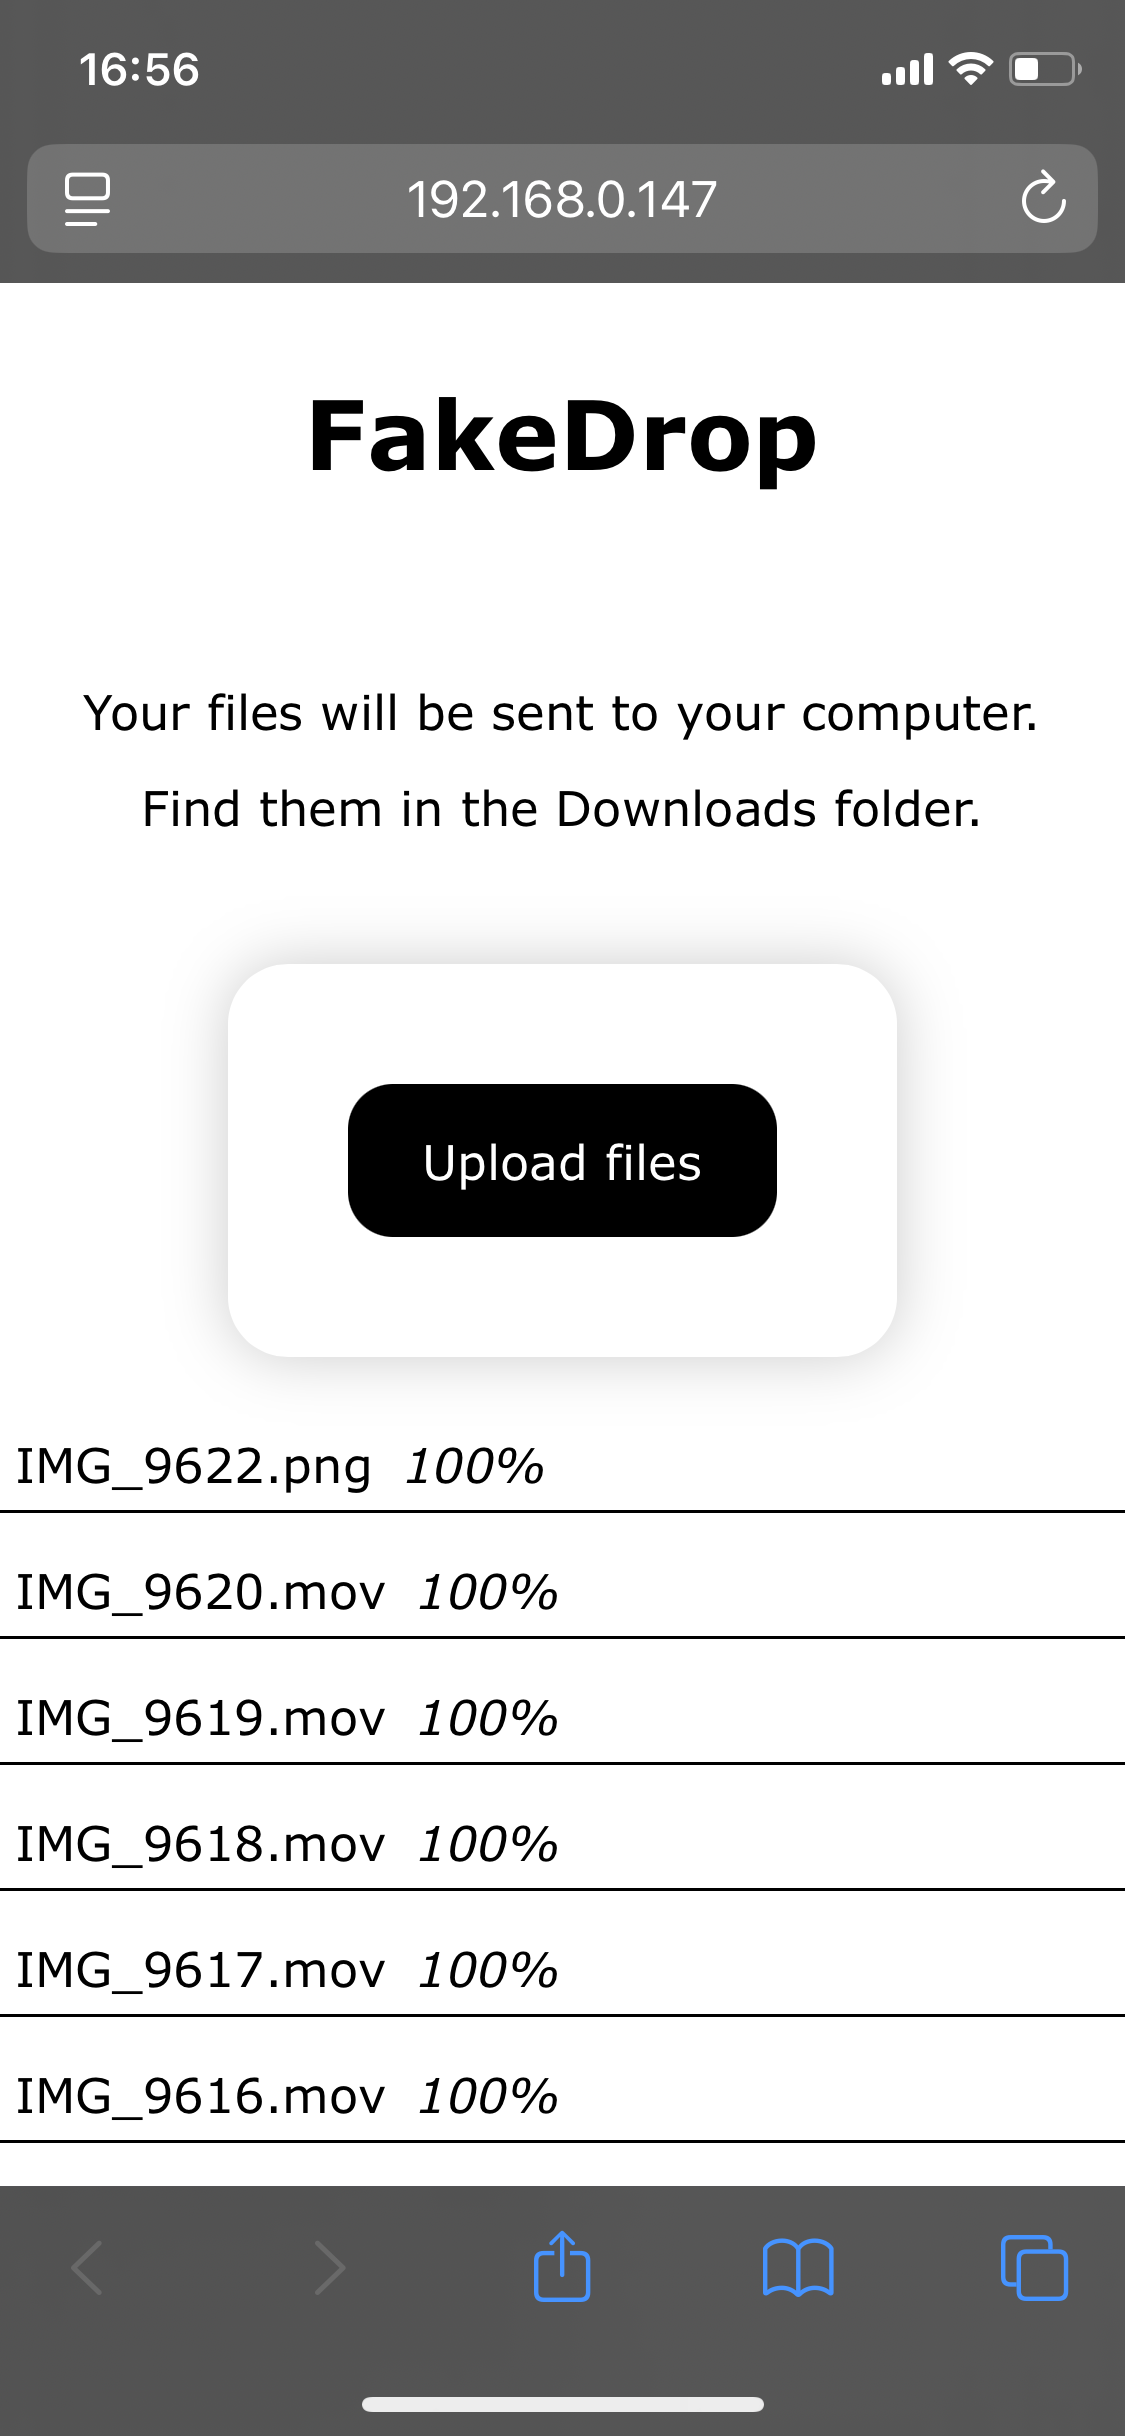 16:56
192.168.0.147
FakeDrop
Your files will be sent to your computer.
Find them in the Downloads folder.
Upload files
IMG_9622.png 100%
IMG_9620.mov 100%
IMG_9619.mov 100%
IMG_9618.mov 100%
IMG_9617.mov 100%
IMG_9616.mov 100%